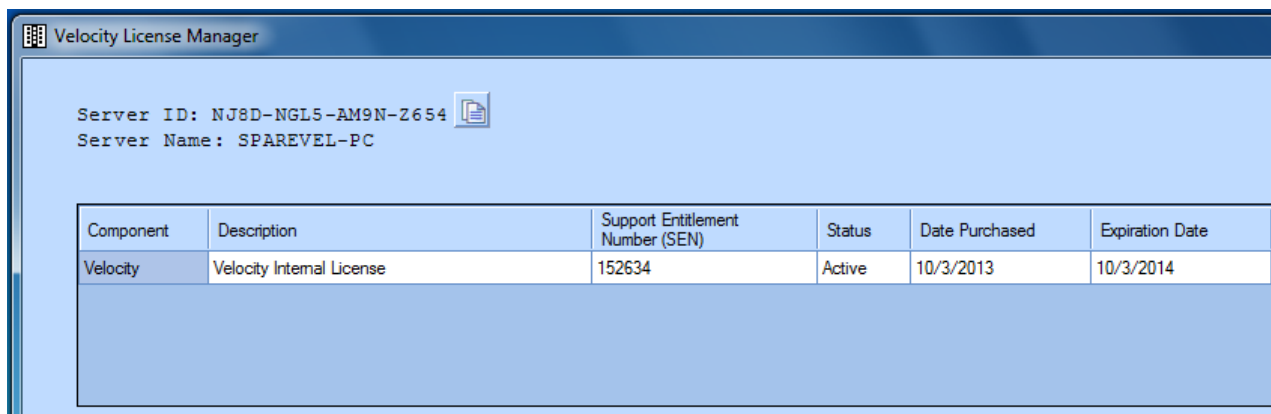 Velocity License Manager
Server ID: NJ8D-NGL5-AM9N-Z654
Server Name: SPAREVEL-PC
Component Description Support Entitlement Number (SEN) Status Date Purchased Expiration Date
Velocity Velocity Internal License 152634 Active 10/3/2013 10/3/2014